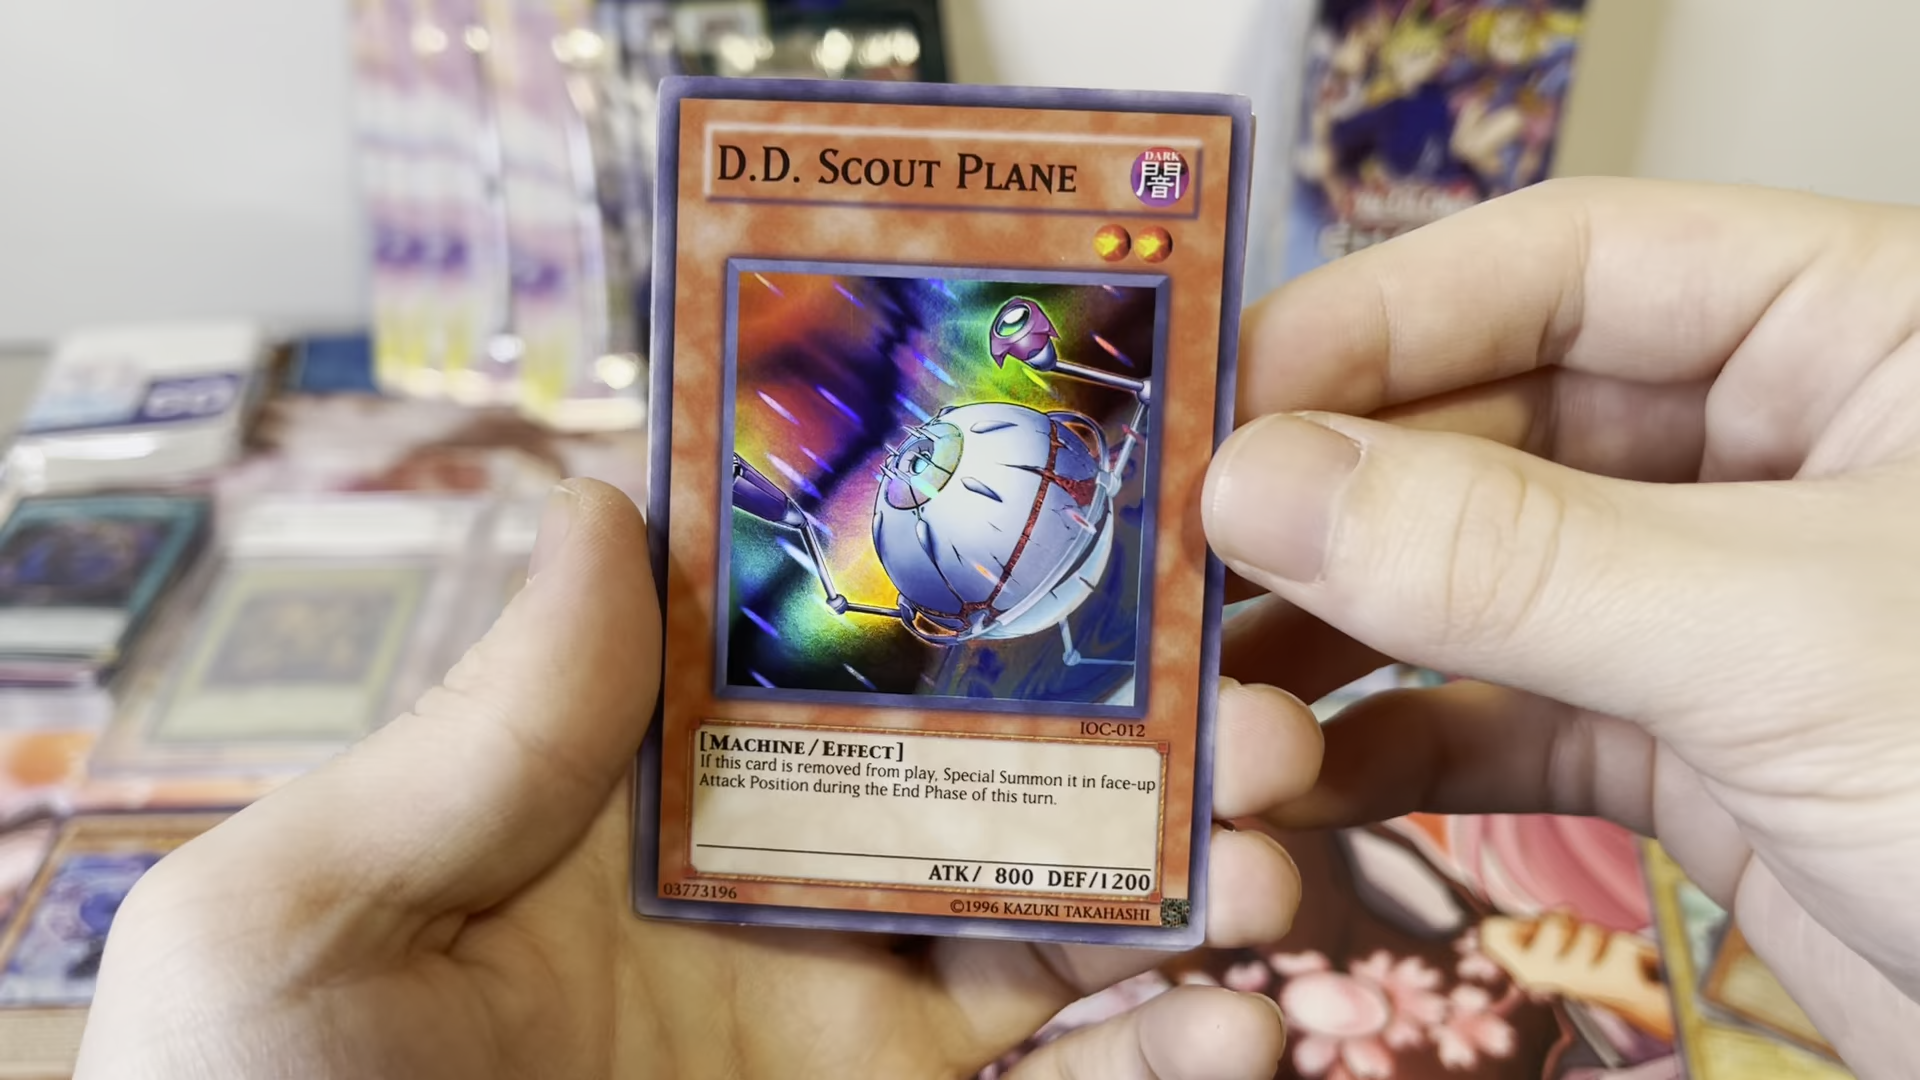 D.D. SCOUT PLANE
DARK
闇
IOC-012
[MACHINE/EFFECT]
If this card is removed from play, Special Summon it in face-up
Attack Position during the End Phase of this turn.
ATK/ 800 DEF/1200
03773196
©1996 KAZUKI TAKAHASHI